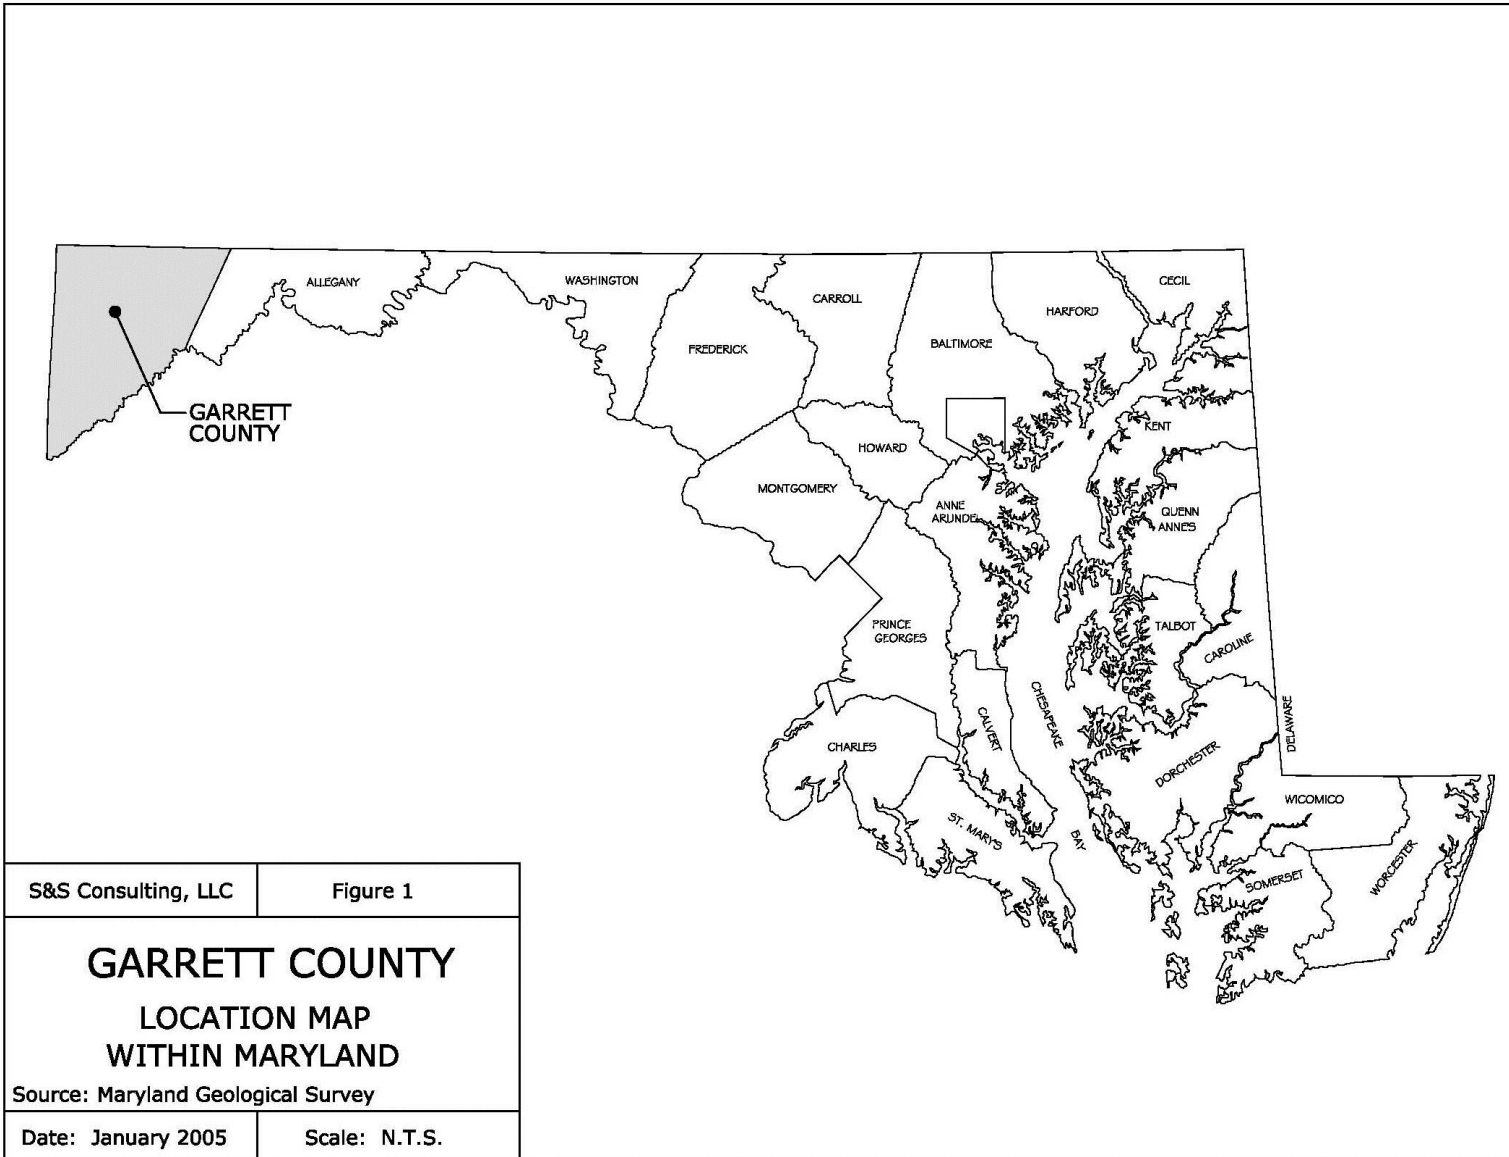 ALLEGANY
WASHINGTON
FREDERICK
CARROLL
BALTIMORE
HARFORD
CECIL
GARRETT
COUNTY
HOWARD
MONTGOMERY
ANNE
ARUNDEL
KENT
QUENN
ANNES
PRINCE
GEORGES
TALBOT
CAROLINE
CHARLES
CALVERT
CHESAPEAKE
BAY
ST. MARYS
DORCHESTER
DELAWARE
WICOMICO
SOMERSET
WORCESTER
S&S Consulting, LLC
Figure 1
GARRETT COUNTY
LOCATION MAP
WITHIN MARYLAND
Source: Maryland Geological Survey
Date: January 2005
Scale: N.T.S.